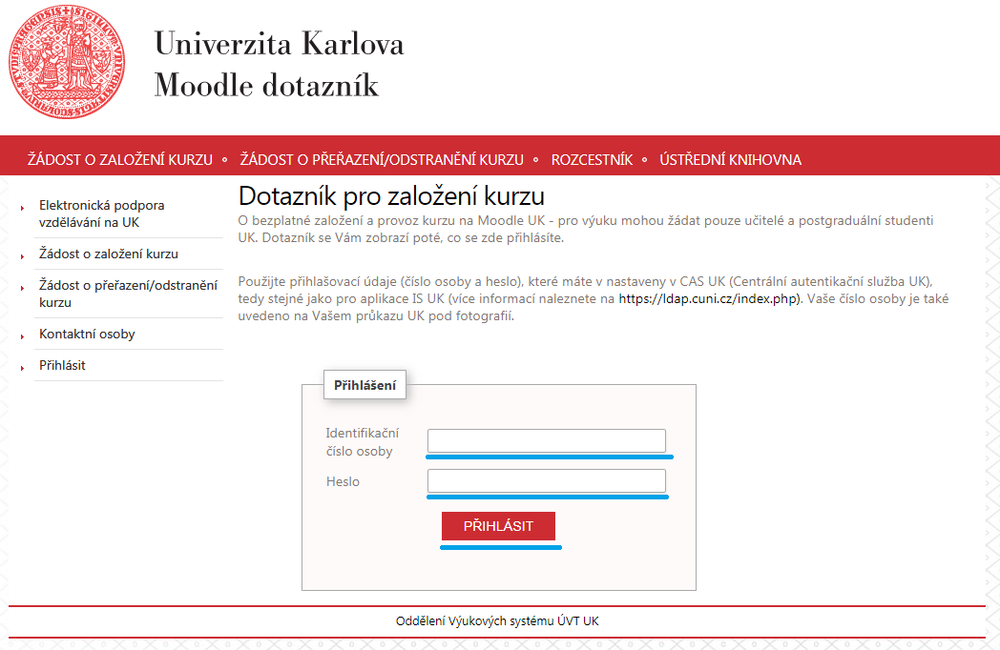 Univerzita Karlova
Moodle dotazník
ŽÁDOST O ZALOŽENÍ KURZU
ŽÁDOST O PŘEŘAZENÍ/ODSTRANĚNÍ KURZU
ROZCESTNÍK
ÚSTŘEDNÍ KNIHOVNA
Elektronická podpora
vzdělávání na UK
Žádost o založení kurzu
Žádost o přeřazení/odstranění
kurzu
Kontaktní osoby
Přihlásit
Dotazník pro založení kurzu
O bezplatné založení a provoz kurzu na Moodle UK - pro výuku mohou žádat pouze učitelé a postgraduální studenti
UK. Dotazník se Vám zobrazí poté, co se zde přihlásíte.
Použijte přihlašovací údaje (číslo osoby a heslo), které máte v nastaveny v CAS UK (Centrální autentikační služba UK),
tedy stejné jako pro aplikace IS UK (více informací naleznete na https://ldap.cuni.cz/index.php). Vaše číslo osoby je také
uvedeno na Vašem průkazu UK pod fotografií.
Přihlášení
Identifikační
číslo osoby
Heslo
PŘIHLÁSIT
Oddělení Výukových systému ÚVT UK